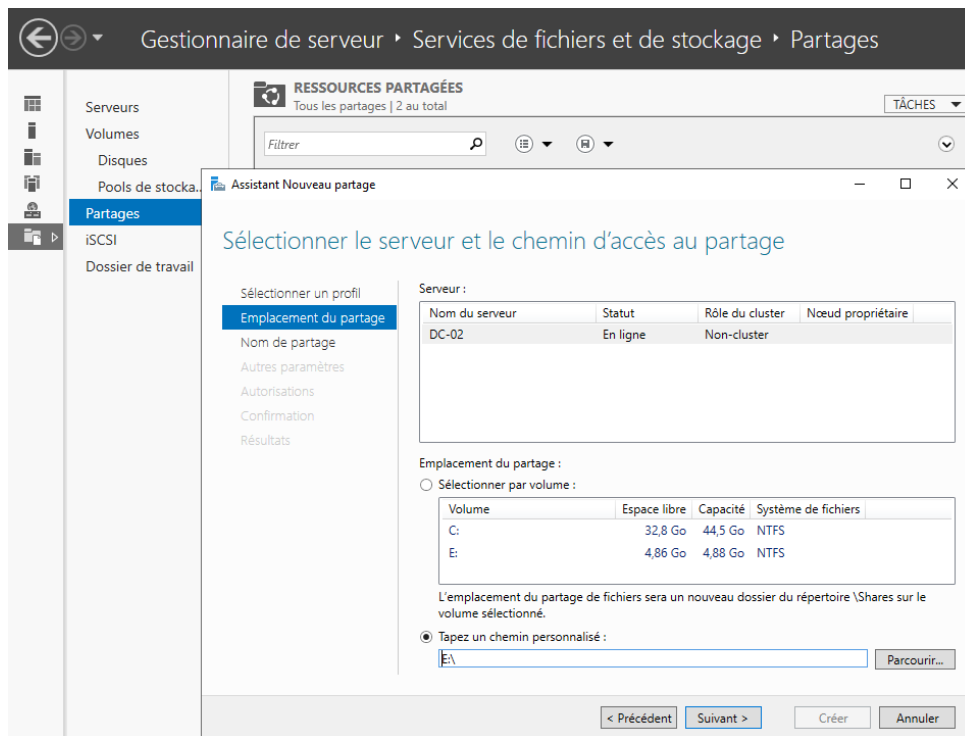 Gestionnaire de serveur ‣ Services de fichiers et de stockage ‣ Partages
Serveurs
Volumes
Disques
Pools de stocka...
Partages
iSCSI
Dossier de travail
RESSOURCES PARTAGÉES
Tous les partages | 2 au total
TÂCHES
Filtrer
Assistant Nouveau partage
Sélectionner le serveur et le chemin d’accès au partage
Sélectionner un profil
Emplacement du partage
Nom de partage
Autres paramètres
Autorisations
Confirmation
Résultats
Serveur :
Nom du serveur Statut Rôle du cluster Nœud propriétaire
DC-02 En ligne Non-cluster
Emplacement du partage :
Sélectionner par volume :
Volume Espace libre Capacité Système de fichiers
C: 32,8 Go 44,5 Go NTFS
E: 4,86 Go 4,88 Go NTFS
L’emplacement du partage de fichiers sera un nouveau dossier du répertoire \Shares sur le
volume sélectionné.
Tapez un chemin personnalisé :
E:\
Parcourir...
< Précédent Suivant > Créer Annuler